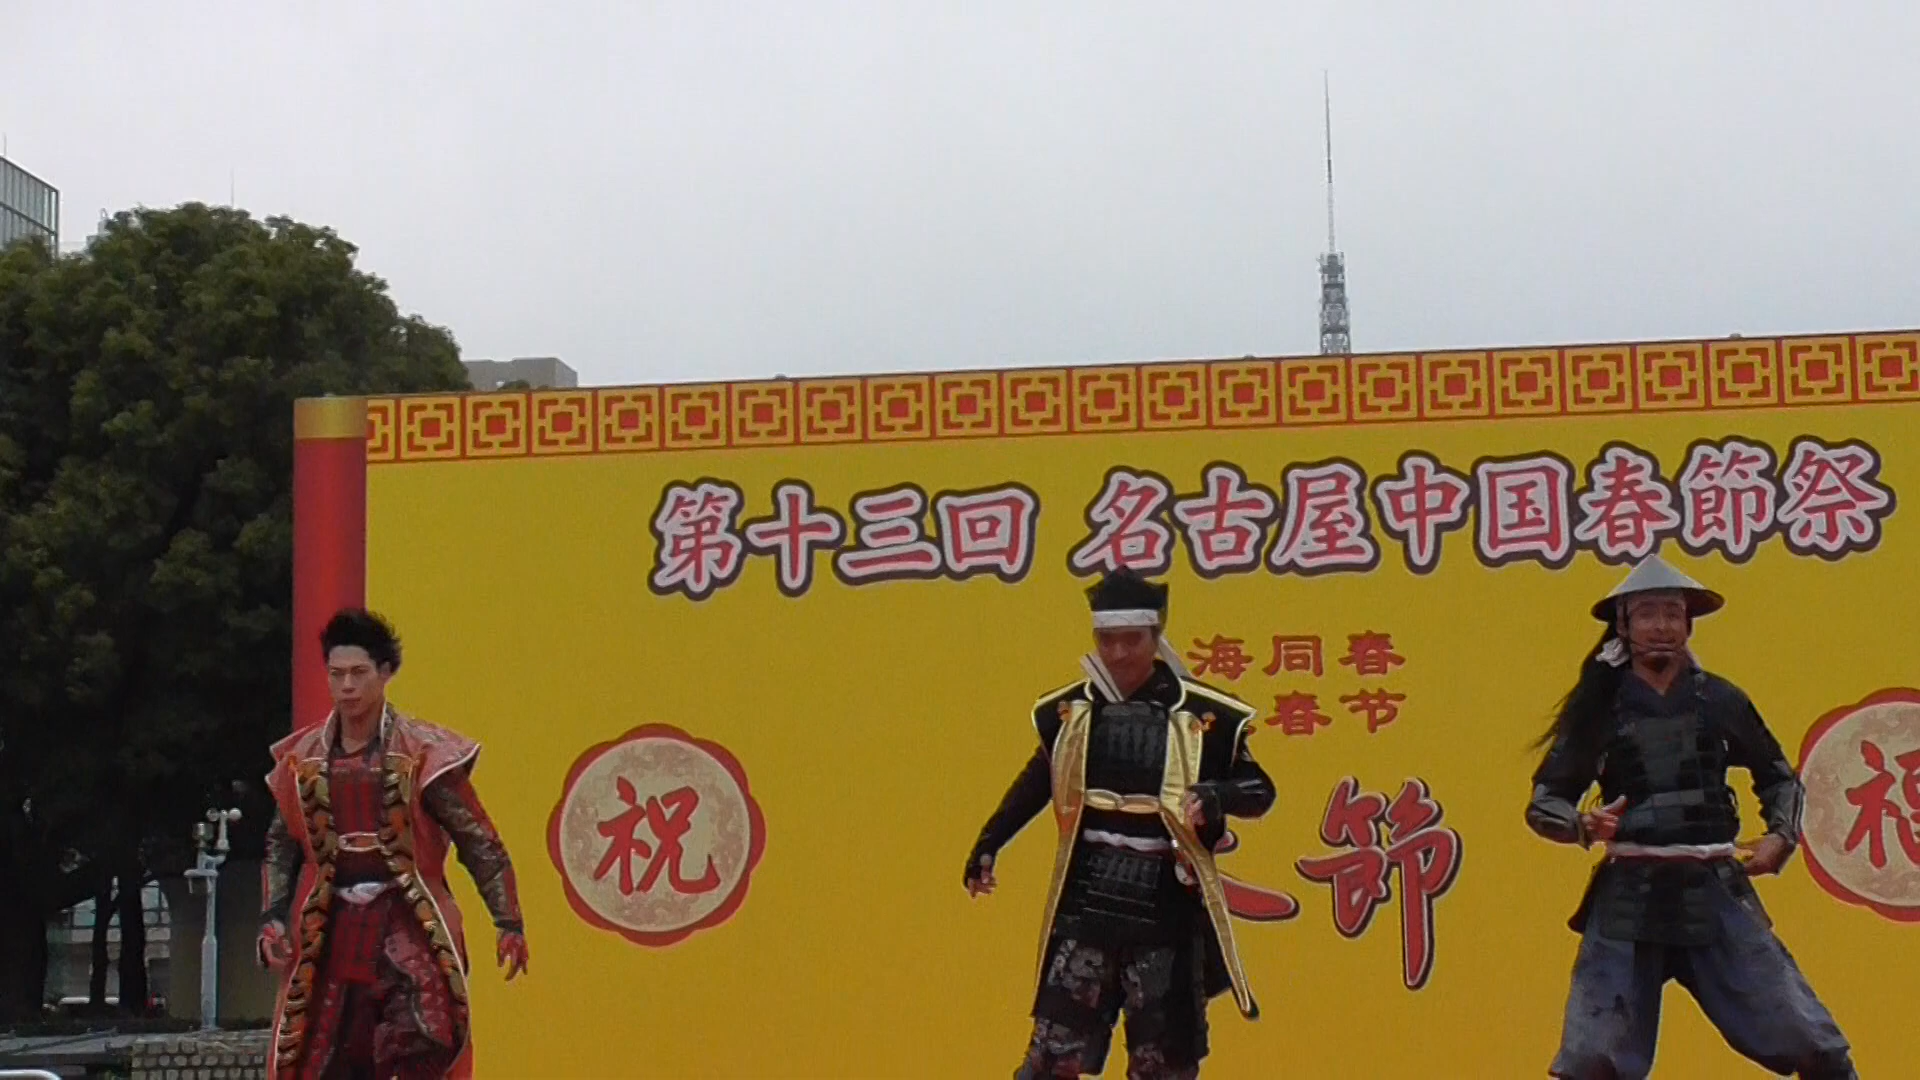 第十三回 名古屋中国春節祭
海同春
春节
祝
節